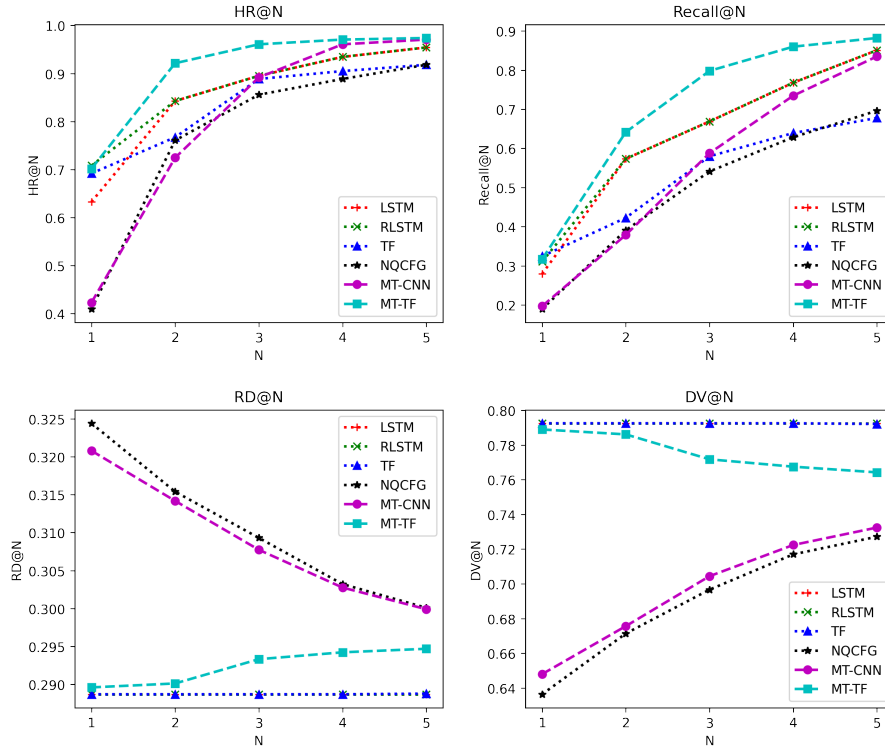 HR@N
1.0
0.9
0.8
0.7
0.6
0.5
0.4
HR@N
1 2 3 4 5
N
LSTM
RLSTM
TF
NQCFG
MT-CNN
MT-TF
Recall@N
0.9
0.8
0.7
0.6
0.5
0.4
0.3
0.2
Recall@N
1 2 3 4 5
N
LSTM
RLSTM
TF
NQCFG
MT-CNN
MT-TF
RD@N
0.325
0.320
0.315
0.310
0.305
0.300
0.295
0.290
RD@N
1 2 3 4 5
N
LSTM
RLSTM
TF
NQCFG
MT-CNN
MT-TF
DV@N
0.80
0.78
0.76
0.74
0.72
0.70
0.68
0.66
0.64
DV@N
1 2 3 4 5
N
LSTM
RLSTM
TF
NQCFG
MT-CNN
MT-TF